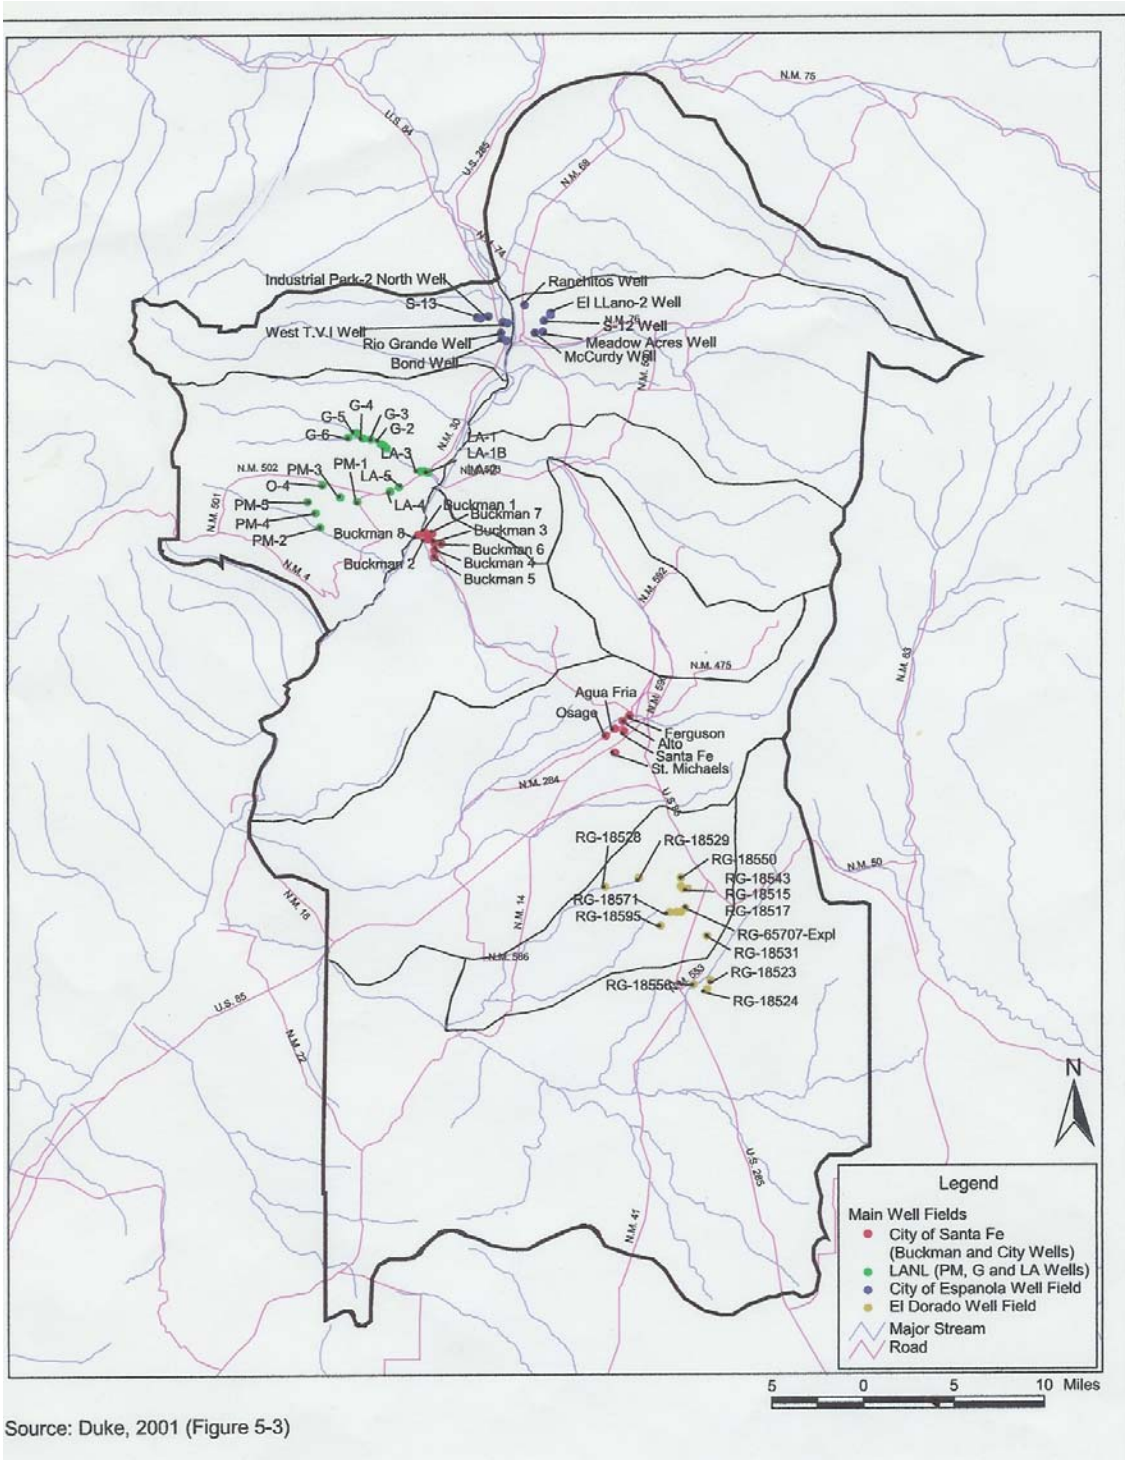 N.M. 75
U.S. 84
U.S. 285
N.M. 68
N.M. 74
Industrial Park-2 North Well
Ranchitos Well
S-13
El LLano-2 Well
N.M. 76
West T.V.I Well
S-12 Well
Rio Grande Well
Meadow Acres Well
Bond Well
McCurdy Well
G-4
G-5
G-3
G-6
G-2
N.M. 30
LA-1
LA-3
LA-1B
N.M. 502
PM-3
PM-1
LA-5
LA-2
O-4
PM-5
LA-4
Buckman 1
N.M. 501
Buckman 7
PM-4
Buckman 8
Buckman 3
PM-2
Buckman 6
N.M. 4
Buckman 2
Buckman 4
Buckman 5
N.M. 592
N.M. 63
N.M. 475
Agua Fria
N.M. 590
Osage
Ferguson
Alto
Santa Fe
St. Michaels
N.M. 284
U.S. 85
RG-18528
RG-18529
RG-18550
N.M. 50
RG-18543
RG-18515
RG-18571
N.M. 18
N.M. 14
RG-18517
RG-18595
RG-65707-Expl
RG-18531
N.M. 586
RG-18556
N.M. 583
RG-18523
U.S. 85
RG-18524
N.M. 22
N
U.S. 285
N.M. 41
Legend
Main Well Fields
City of Santa Fe
(Buckman and City Wells)
LANL (PM, G and LA Wells)
City of Espanola Well Field
El Dorado Well Field
Major Stream
Road
5 0 5 10 Miles
Source: Duke, 2001 (Figure 5-3)